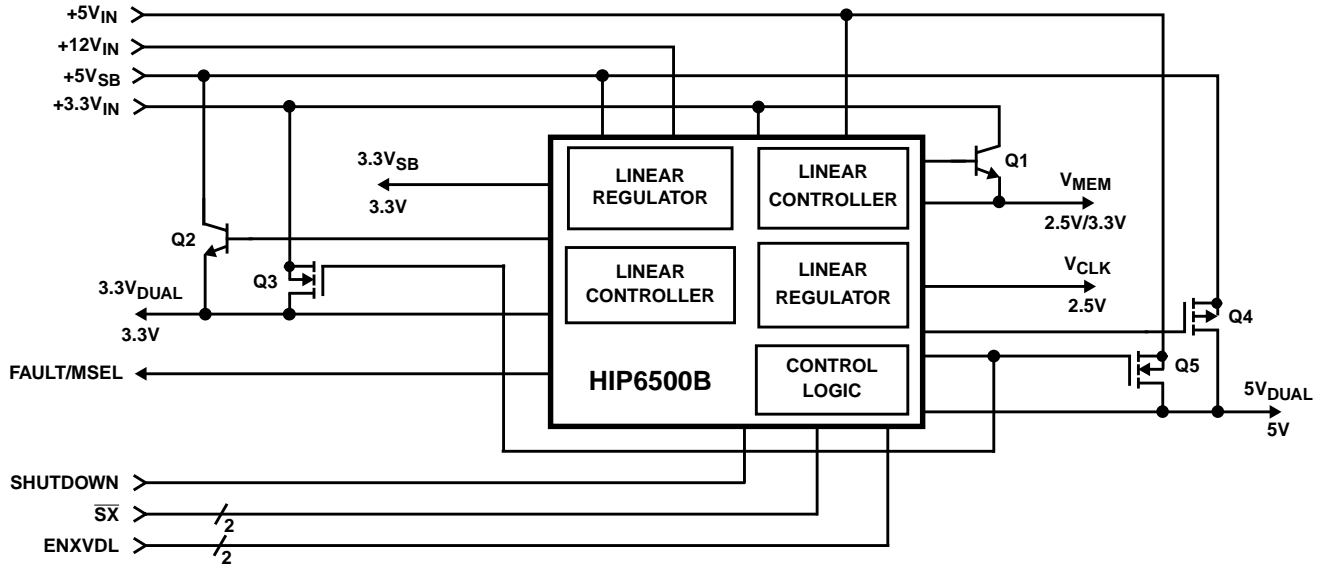 +5VIN
+12VIN
+5VSB
+3.3VIN
3.3VSB
3.3V
LINEAR
REGULATOR
LINEAR
CONTROLLER
Q1
VMEM
2.5V/3.3V
Q2
Q3
LINEAR
CONTROLLER
LINEAR
REGULATOR
VCLK
2.5V
3.3VDUAL
3.3V
Q4
FAULT/MSEL
HIP6500B
CONTROL
LOGIC
Q5
5VDUAL
5V
SHUTDOWN
SX
2
ENXVDL
2